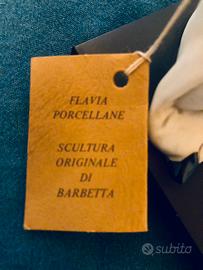 FLAVIA
PORCELLANE
SCULTURA
ORIGINALE
DI
BARBETTA
subito